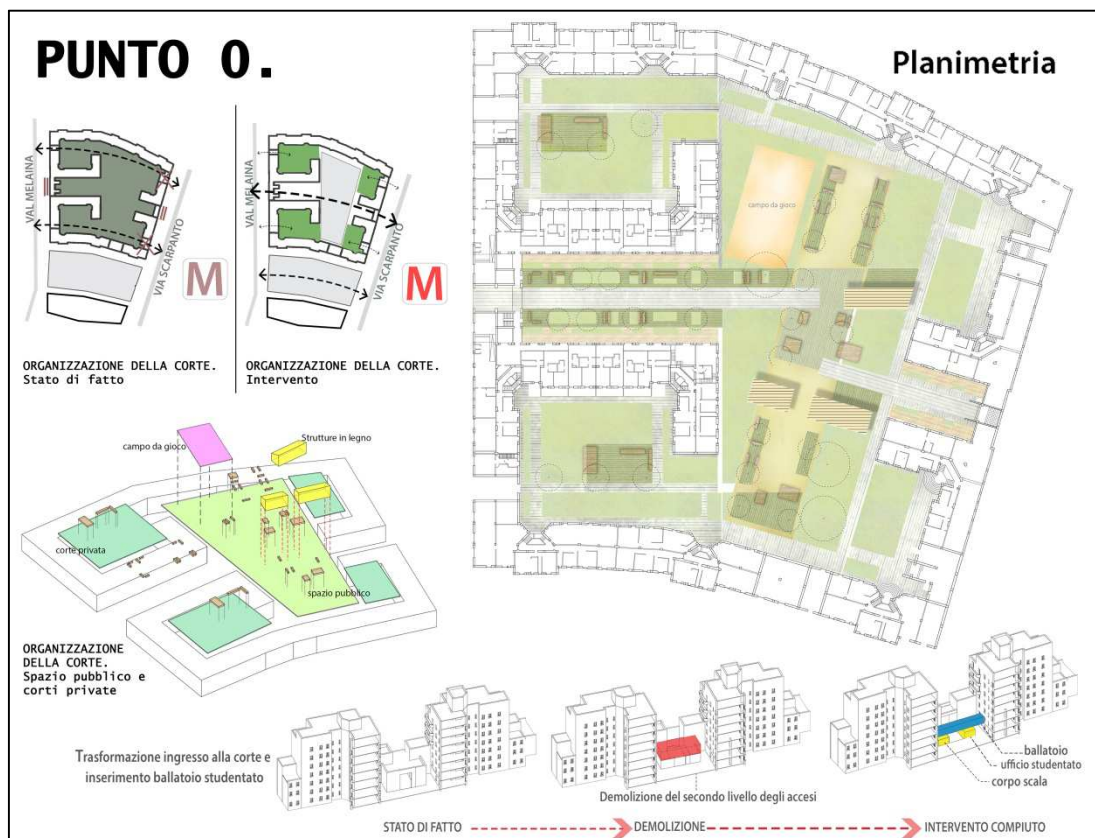 PUNTO 0.
Planimetria
VAL MELAINA
VIA SCARPANTO
M
VAL MELAINA
VIA SCARPANTO
M
ORGANIZZAZIONE DELLA CORTE.
Stato di fatto
ORGANIZZAZIONE DELLA CORTE.
Intervento
campo da gioco
campo da gioco
Strutture in legno
corte privata
spazio pubblico
ORGANIZZAZIONE
DELLA CORTE.
Spazio pubblico e
corti private
Trasformazione ingresso alla corte e
inserimento ballatoio studentato
Demolizione del secondo livello degli accesi
ballatoio
ufficio studentato
corpo scala
STATO DI FATTO
DEMOLIZIONE
INTERVENTO COMPIUTO